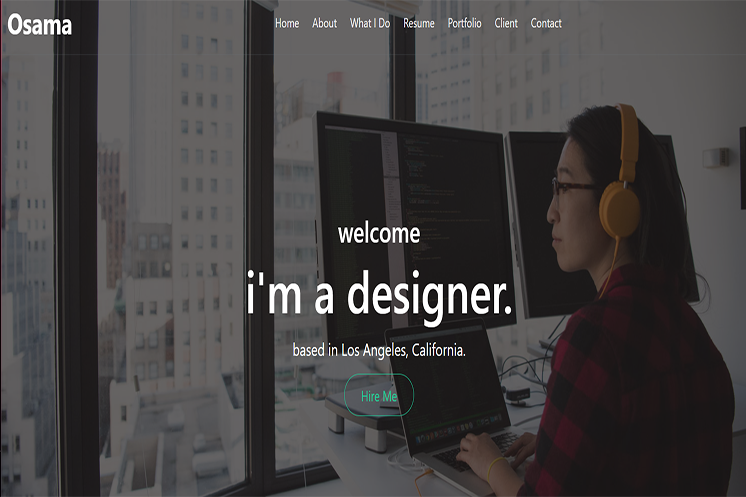 Osama
Home About What I Do Resume Portfolio Client Contact
welcome
i'm a designer.
based in Los Angeles, California.
Hire Me